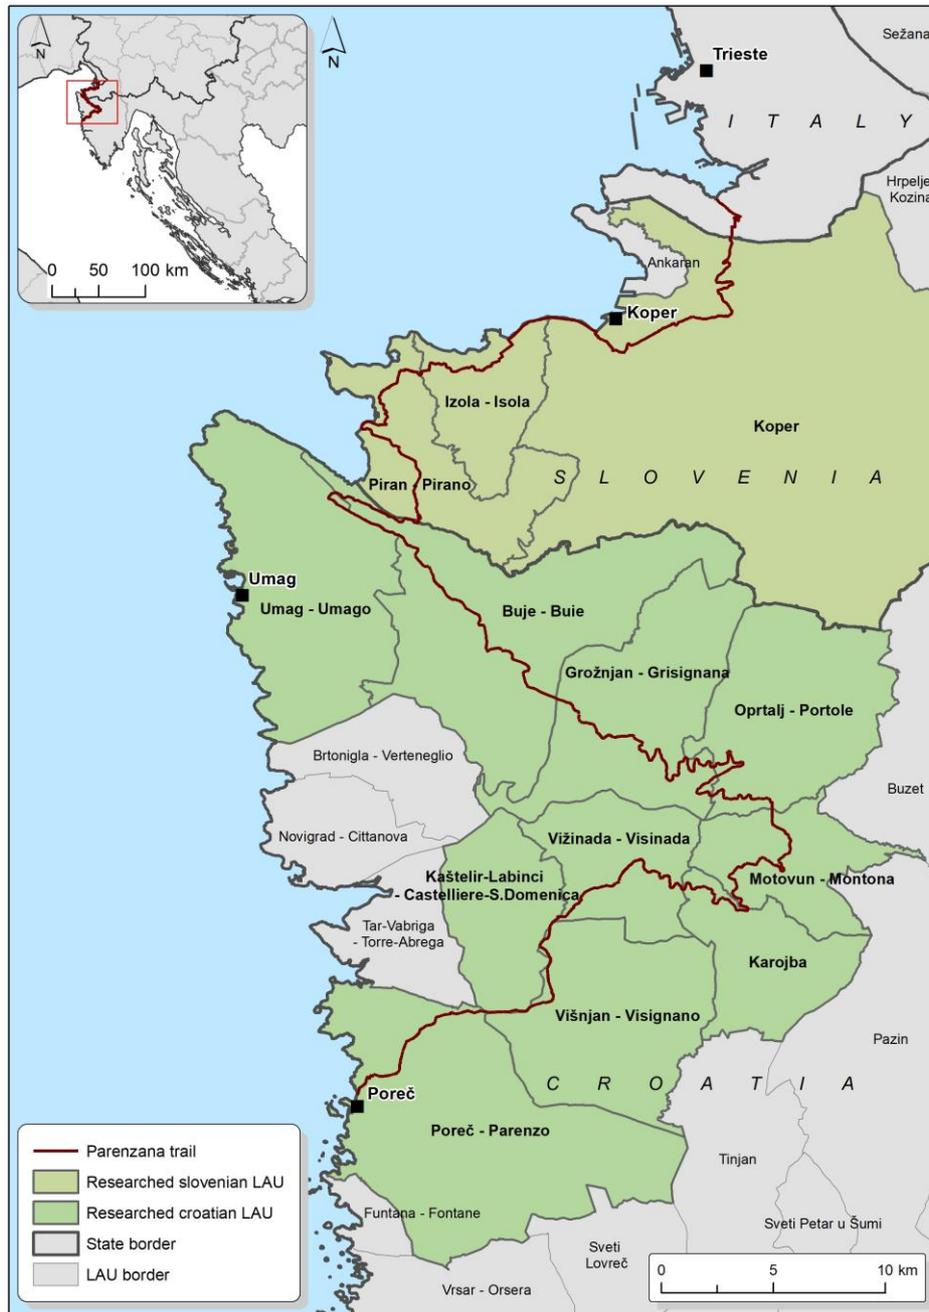 N
N
0 50 100 km
Trieste
Sežana
I T A L Y
Hrpelje
Kozina
Ankaran
Koper
Izola - Isola
Koper
Piran - Pirano
S L O V E N I A
Umag
Umag - Umago
Buje - Buie
Grožnjan - Grisignana
Oprtalj - Portole
Brtonigla - Verteneglio
Buzet
Novigrad - Cittanova
Vižinada - Visinada
Kaštelir-Labinci
- Castelliere-S.Domenica
Motovun - Montona
Tar-Vabriga
- Torre-Abrega
Karojba
Višnjan - Visignano
Pazin
C R O A T I A
Poreč
Poreč - Parenzo
Tinjan
Funtana - Fontane
Sveti Petar u Šumi
Sveti
Lovreč
Vrsar - Orsera
Parenzana trail
Researched slovenian LAU
Researched croatian LAU
State border
LAU border
0 5 10 km